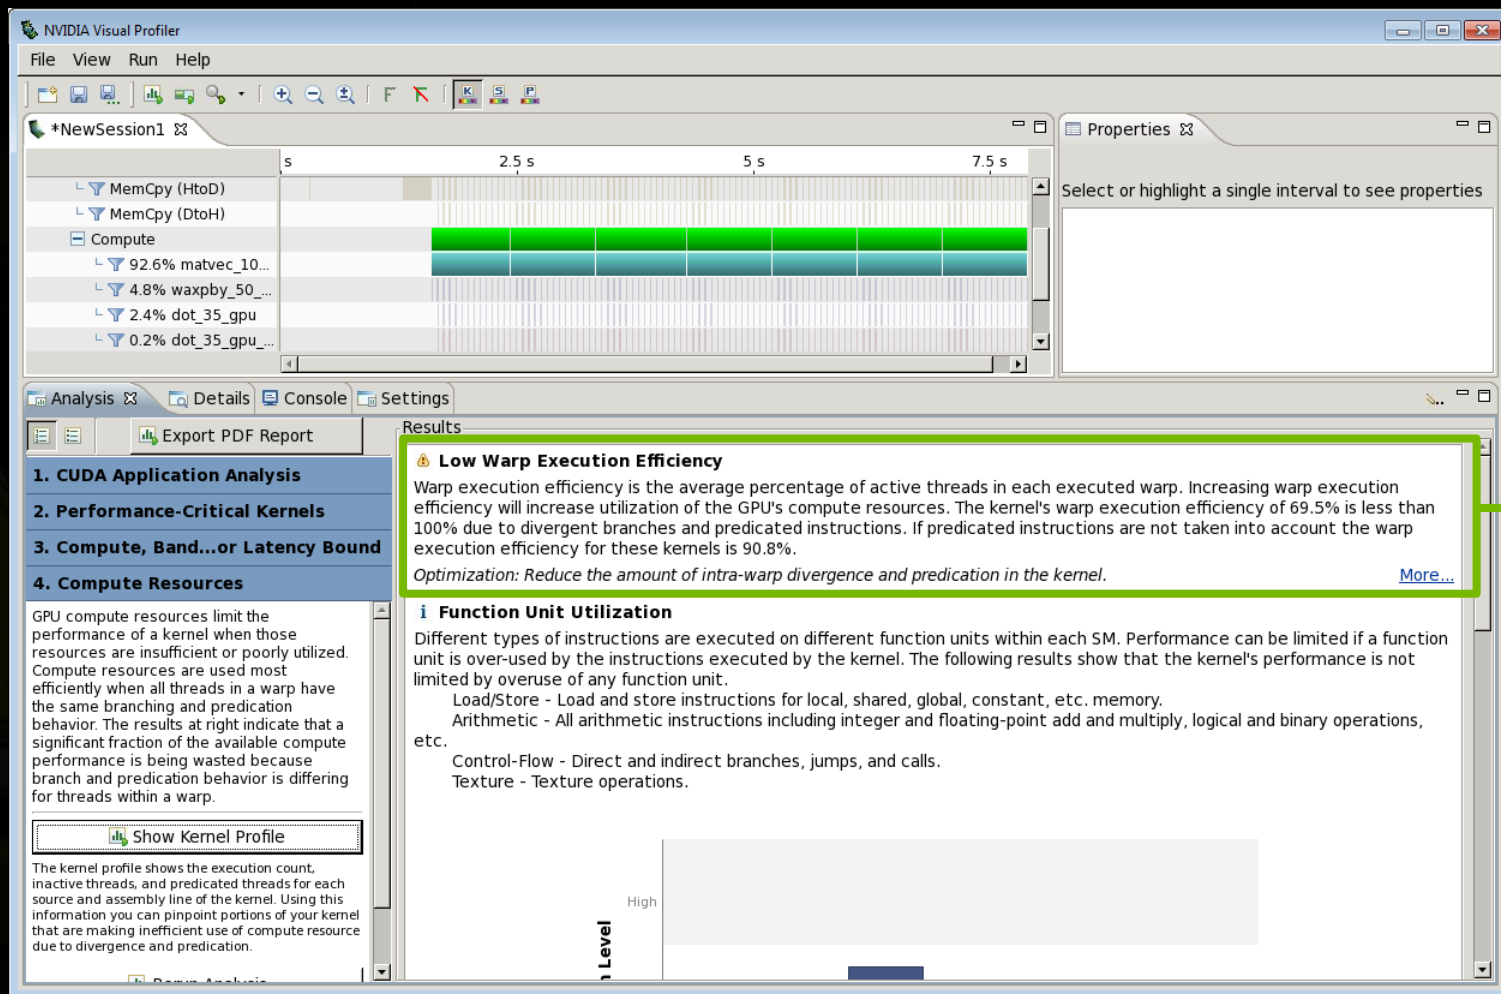 NVIDIA Visual Profiler
File View Run Help
K S P
*NewSession1
s 2.5 s 5 s 7.5 s
MemCpy (HtoD)
MemCpy (DtoH)
Compute
92.6% matvec_10...
4.8% waxpby_50_...
2.4% dot_35_gpu
0.2% dot_35_gpu_...
Properties
Select or highlight a single interval to see properties
Analysis Details Console Settings
Export PDF Report
1. CUDA Application Analysis
2. Performance-Critical Kernels
3. Compute, Band...or Latency Bound
4. Compute Resources
GPU compute resources limit the
performance of a kernel when those
resources are insufficient or poorly utilized.
Compute resources are used most
efficiently when all threads in a warp have
the same branching and predication
behavior. The results at right indicate that a
significant fraction of the available compute
performance is being wasted because
branch and predication behavior is differing
for threads within a warp.
Show Kernel Profile
The kernel profile shows the execution count,
inactive threads, and predicated threads for each
source and assembly line of the kernel. Using this
information you can pinpoint portions of your kernel
that are making inefficient use of compute resource
due to divergence and predication.
Rerun Analysis
Results
Low Warp Execution Efficiency
Warp execution efficiency is the average percentage of active threads in each executed warp. Increasing warp execution
efficiency will increase utilization of the GPU's compute resources. The kernel's warp execution efficiency of 69.5% is less than
100% due to divergent branches and predicated instructions. If predicated instructions are not taken into account the warp
execution efficiency for these kernels is 90.8%.
Optimization: Reduce the amount of intra-warp divergence and predication in the kernel. More...
Function Unit Utilization
Different types of instructions are executed on different function units within each SM. Performance can be limited if a function
unit is over-used by the instructions executed by the kernel. The following results show that the kernel's performance is not
limited by overuse of any function unit.
Load/Store - Load and store instructions for local, shared, global, constant, etc. memory.
Arithmetic - All arithmetic instructions including integer and floating-point add and multiply, logical and binary operations,
etc.
Control-Flow - Direct and indirect branches, jumps, and calls.
Texture - Texture operations.
High
Level